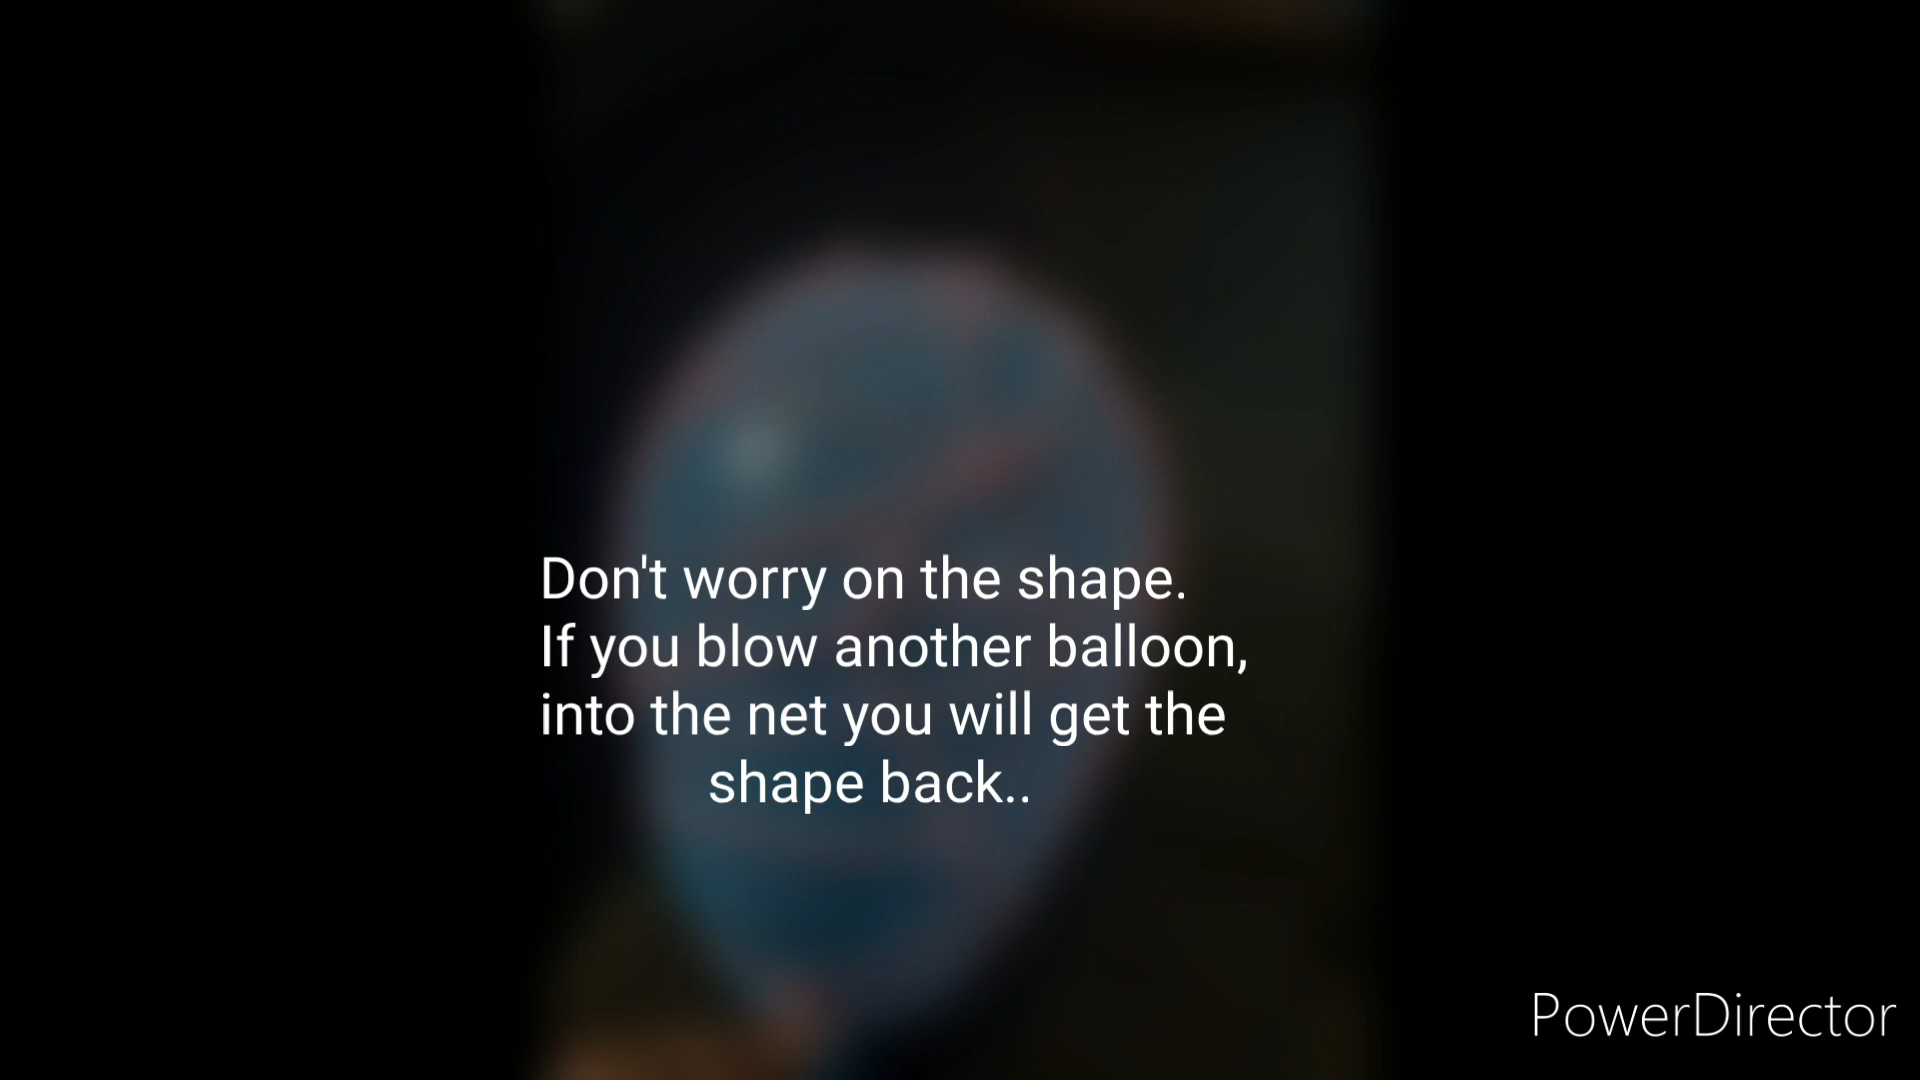 Don't worry on the shape.
If you blow another balloon,
into the net you will get the
shape back..
PowerDirector